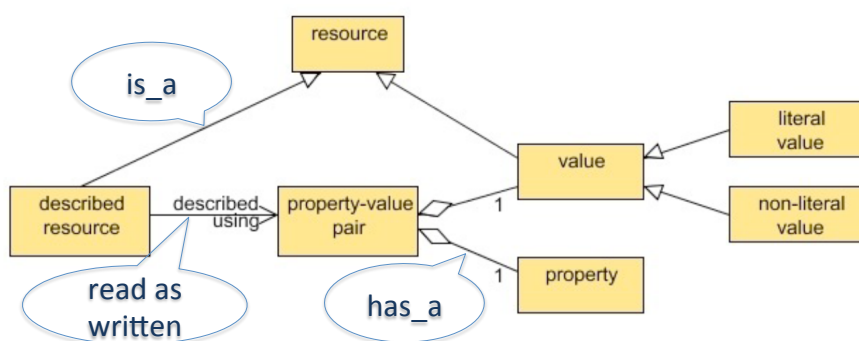 resource
is_a
literal
value
value
described
resource
described
using
property-value
pair
1
non-literal
value
1
property
read as
written
has_a